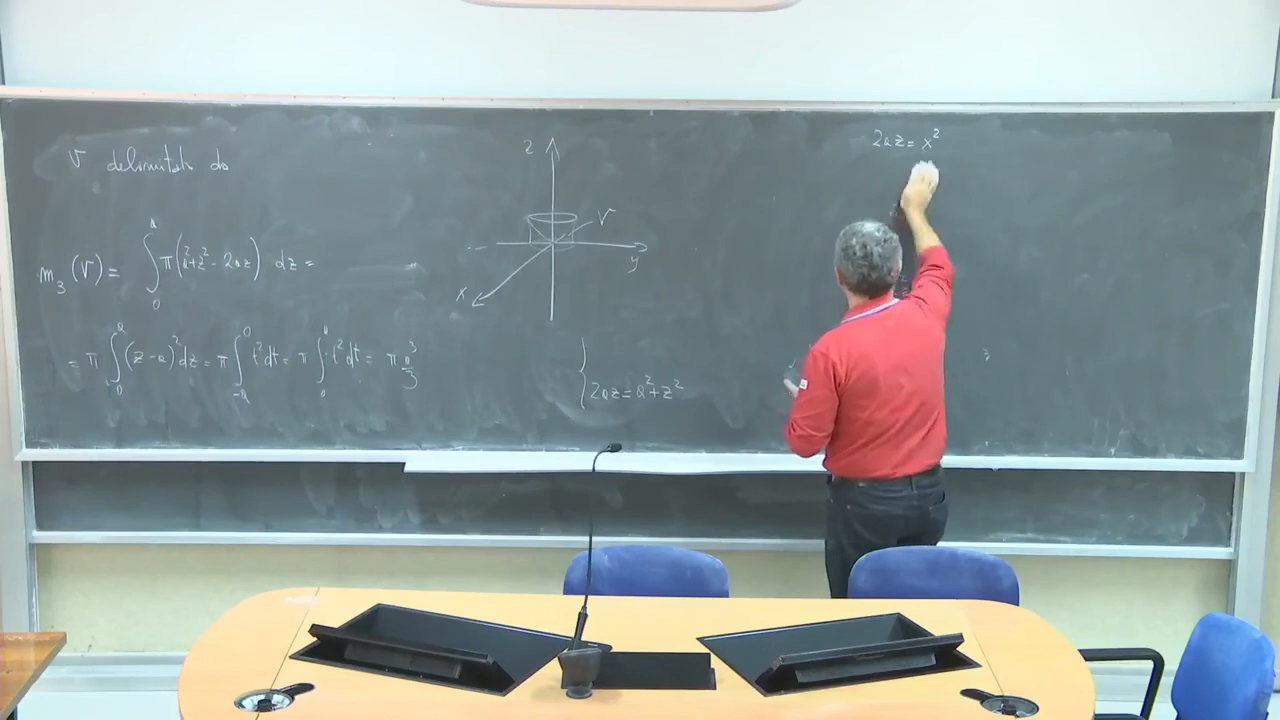 V delimitato da
m₃(V) = ∫₀ᵃ π(a²+z² - 2az) dz =
= π ∫₀ᵃ (z-a)² dz = π ∫₋ₐ⁰ t² dt = π ∫₀ᵃ t² dt = π a³/3
z
V
y
x
{ 2az = a²+z²
2az = x²